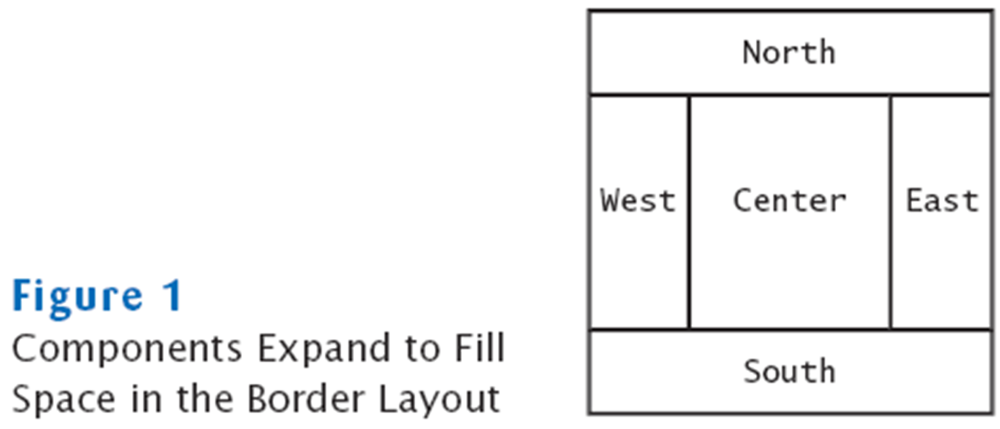 North
West Center East
South
Figure 1
Components Expand to Fill
Space in the Border Layout